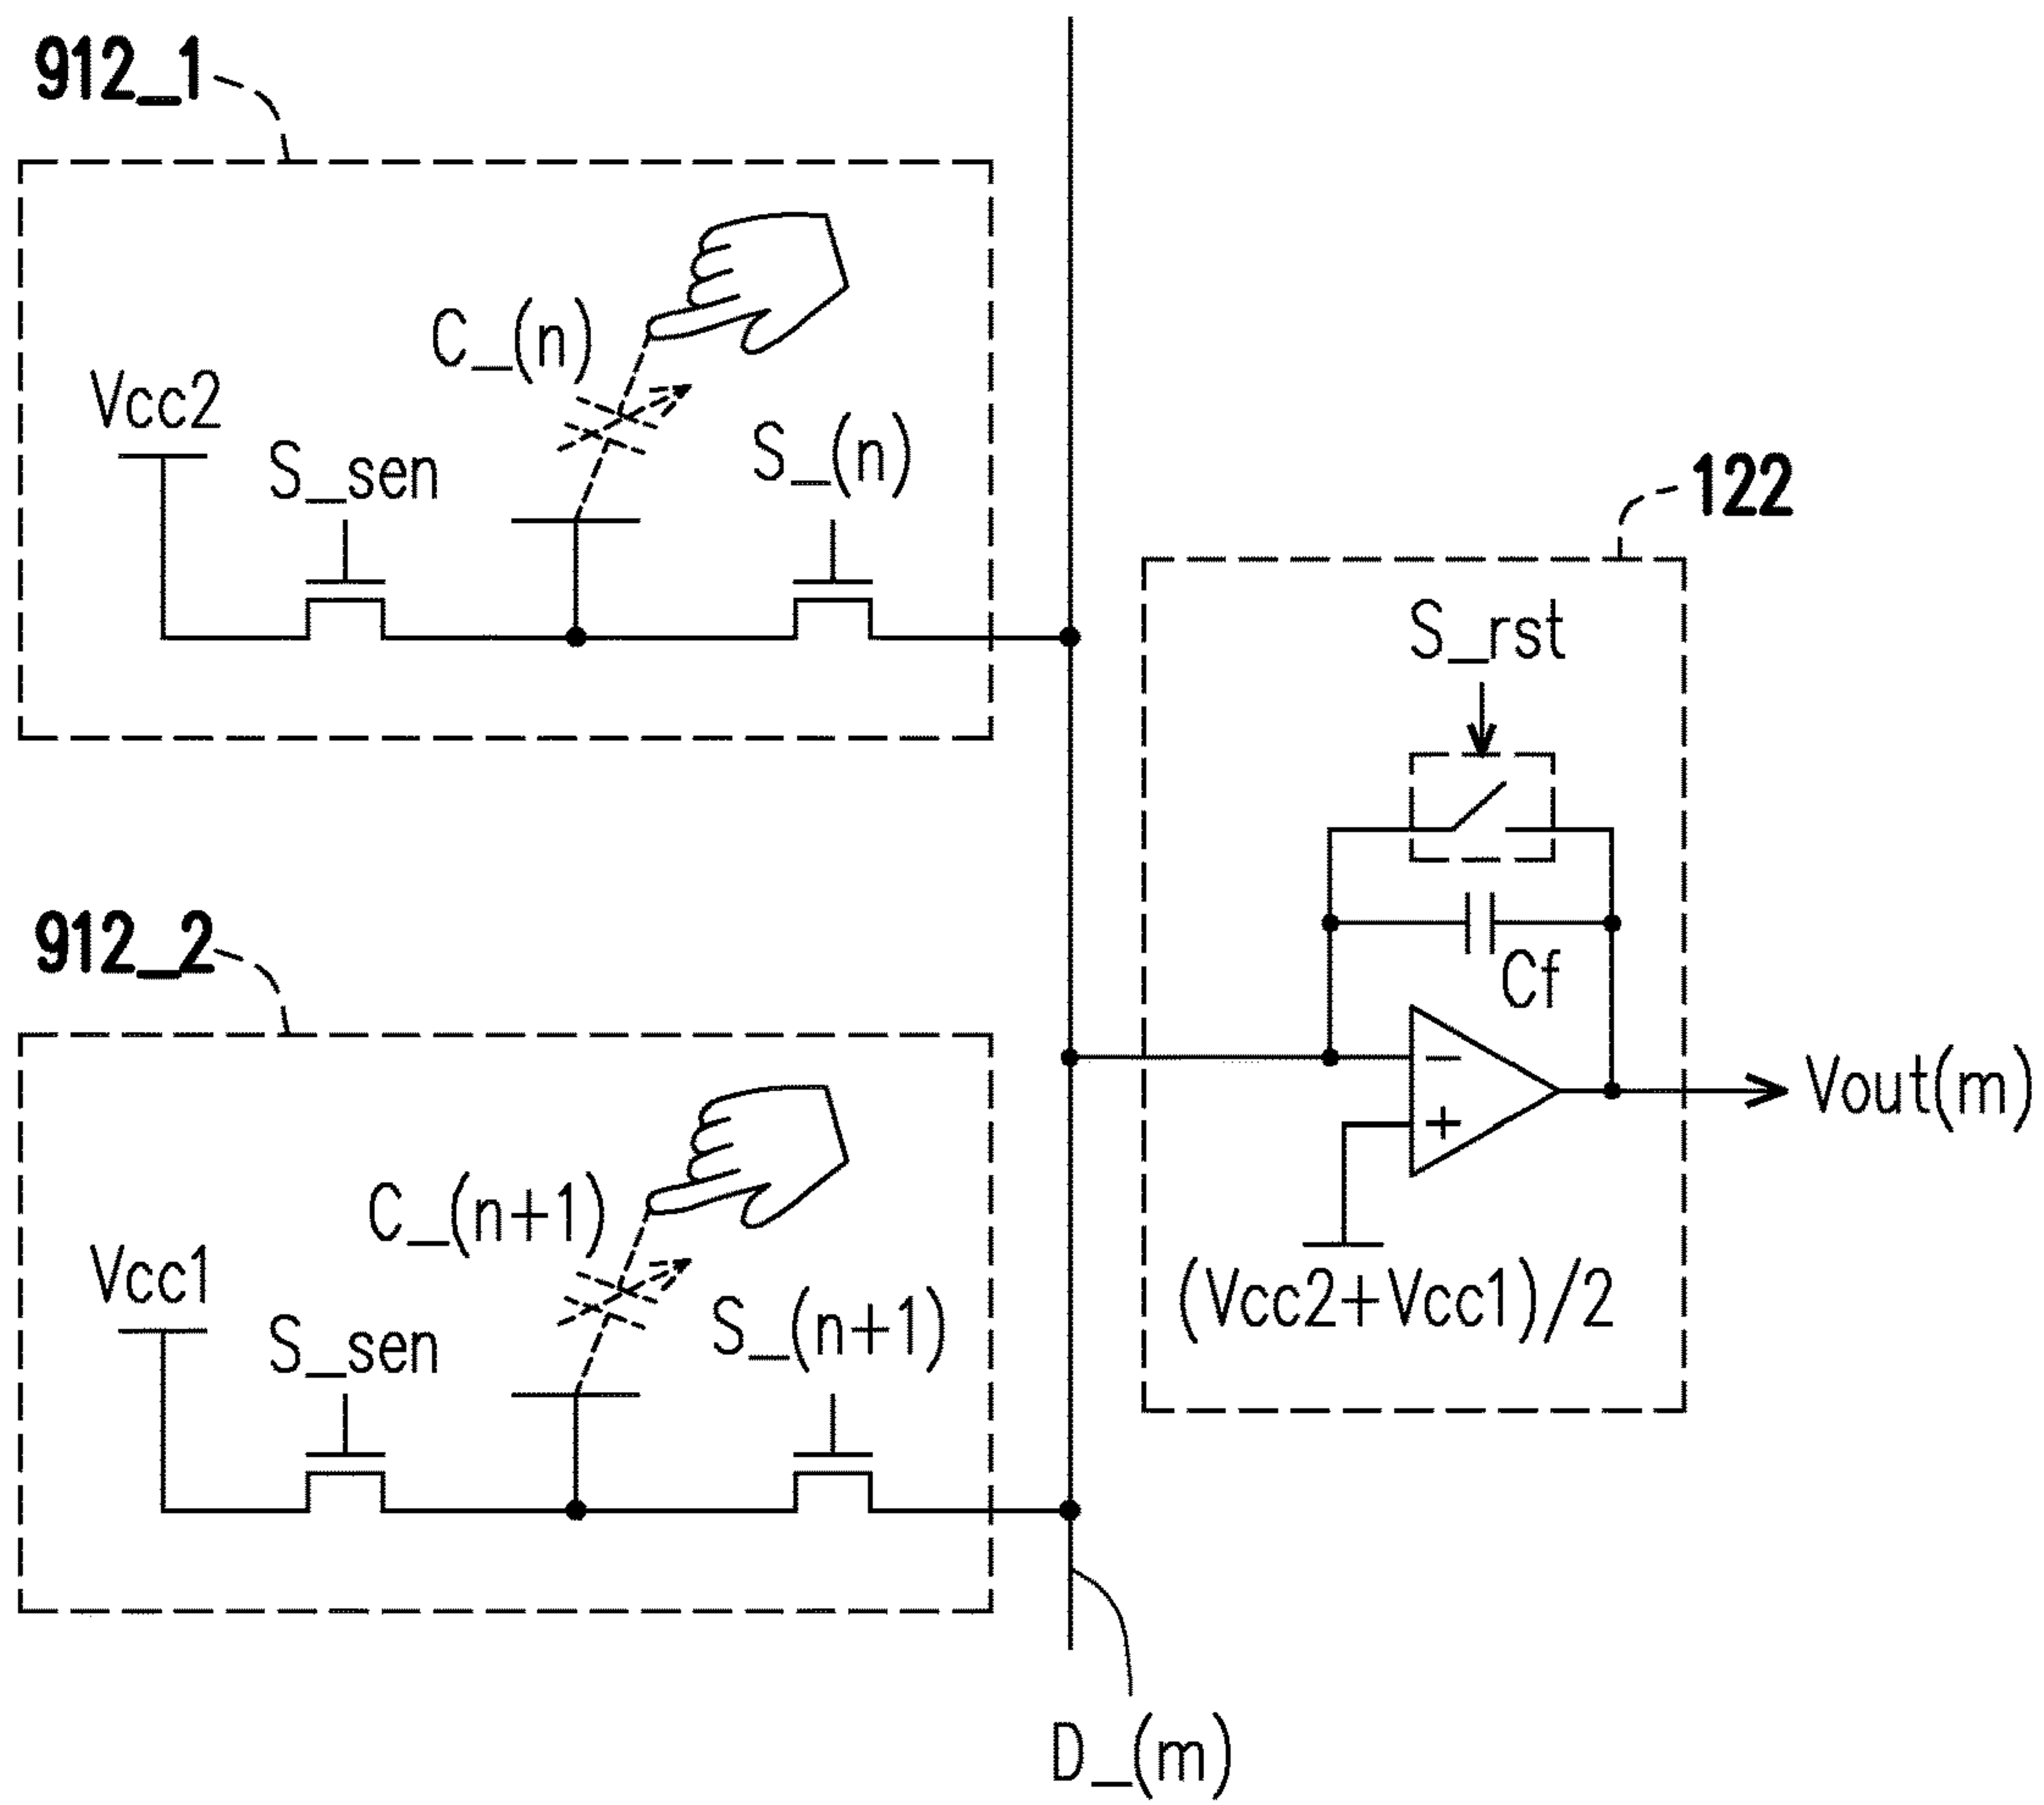 912_1
C_(n)
Vcc2
S_sen
S_(n)
122
S_rst
912_2
Cf
−
+
Vout(m)
C_(n+1)
Vcc1
S_sen
S_(n+1)
(Vcc2+Vcc1)/2
D_(m)